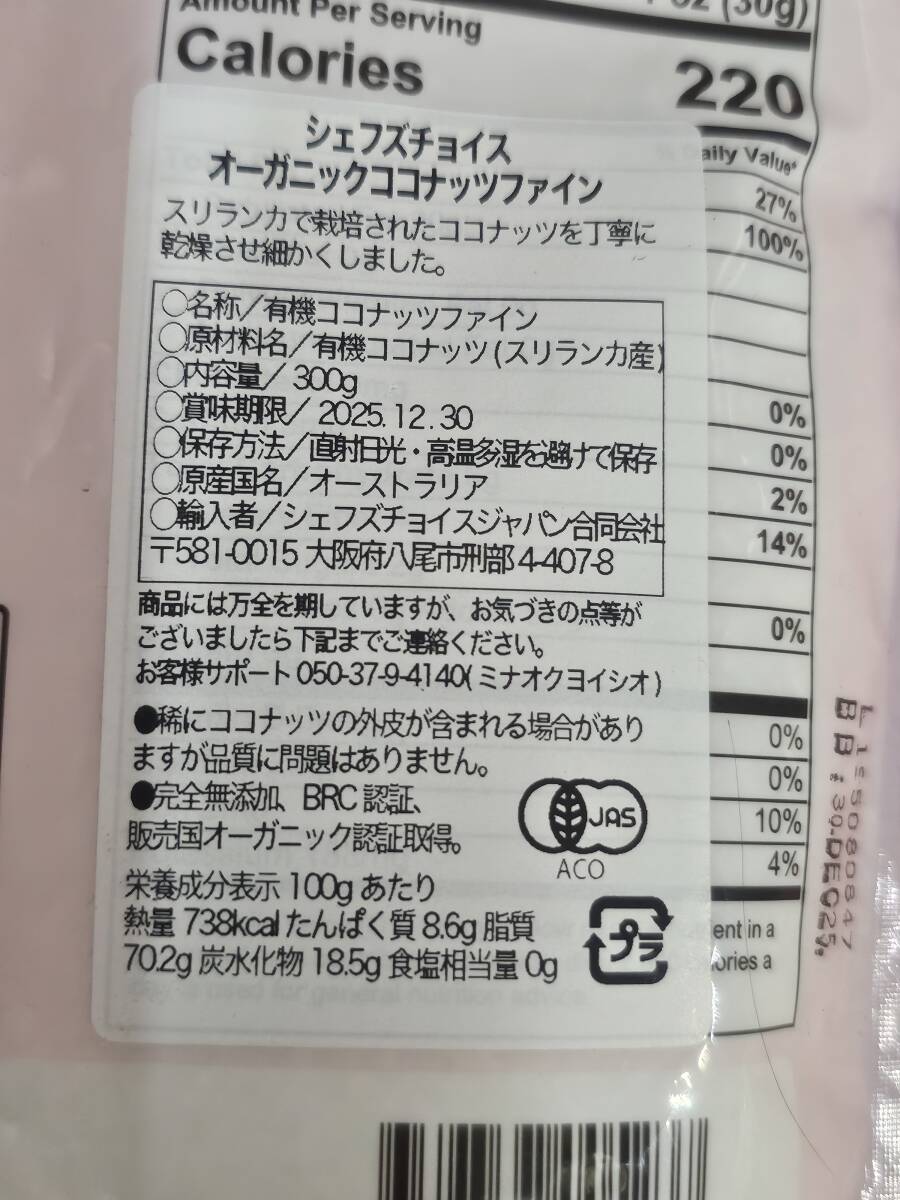 Amount Per Serving
Calories 220
シェフズチョイス
オーガニックココナッツファイン
スリランカで栽培されたココナッツを丁寧に
乾燥させ細かくしました。
○名称/有機ココナッツファイン
○原材料名/有機ココナッツ(スリランカ産)
○内容量/ 300g
○賞味期限/ 2025.12.30
○保存方法/直射日光・高温多湿を避けて保存
○原産国名/オーストラリア
○輸入者/シェフズチョイスジャパン合同会社
〒581-0015 大阪府八尾市刑部4-407-8
商品には万全を期していますが、お気づきの点等が
ございましたら下記までご連絡ください。
お客様サポート 050-37-9-4140(ミナオクヨイシオ)
●稀にココナッツの外皮が含まれる場合があり
ますが品質に問題はありません。
●完全無添加、BRC認証、
販売国オーガニック認証取得。
JAS
ACO
栄養成分表示 100gあたり
熱量 738kcal たんぱく質 8.6g 脂質
70.2g 炭水化物 18.5g 食塩相当量 0g
プラ
(30g)
aily Value*
27%
100%
0%
0%
2%
14%
0%
0%
0%
10%
4%
ent in a
ories a
BB: 30.DEC25.